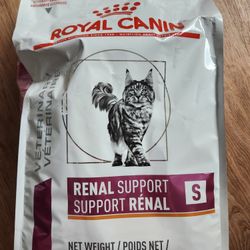 ROYAL CANIN
VETERINARY
VÉTÉRINAIRE
RENAL SUPPORT
SUPPORT RÉNAL
S
NET WEIGHT / POIDS NET /